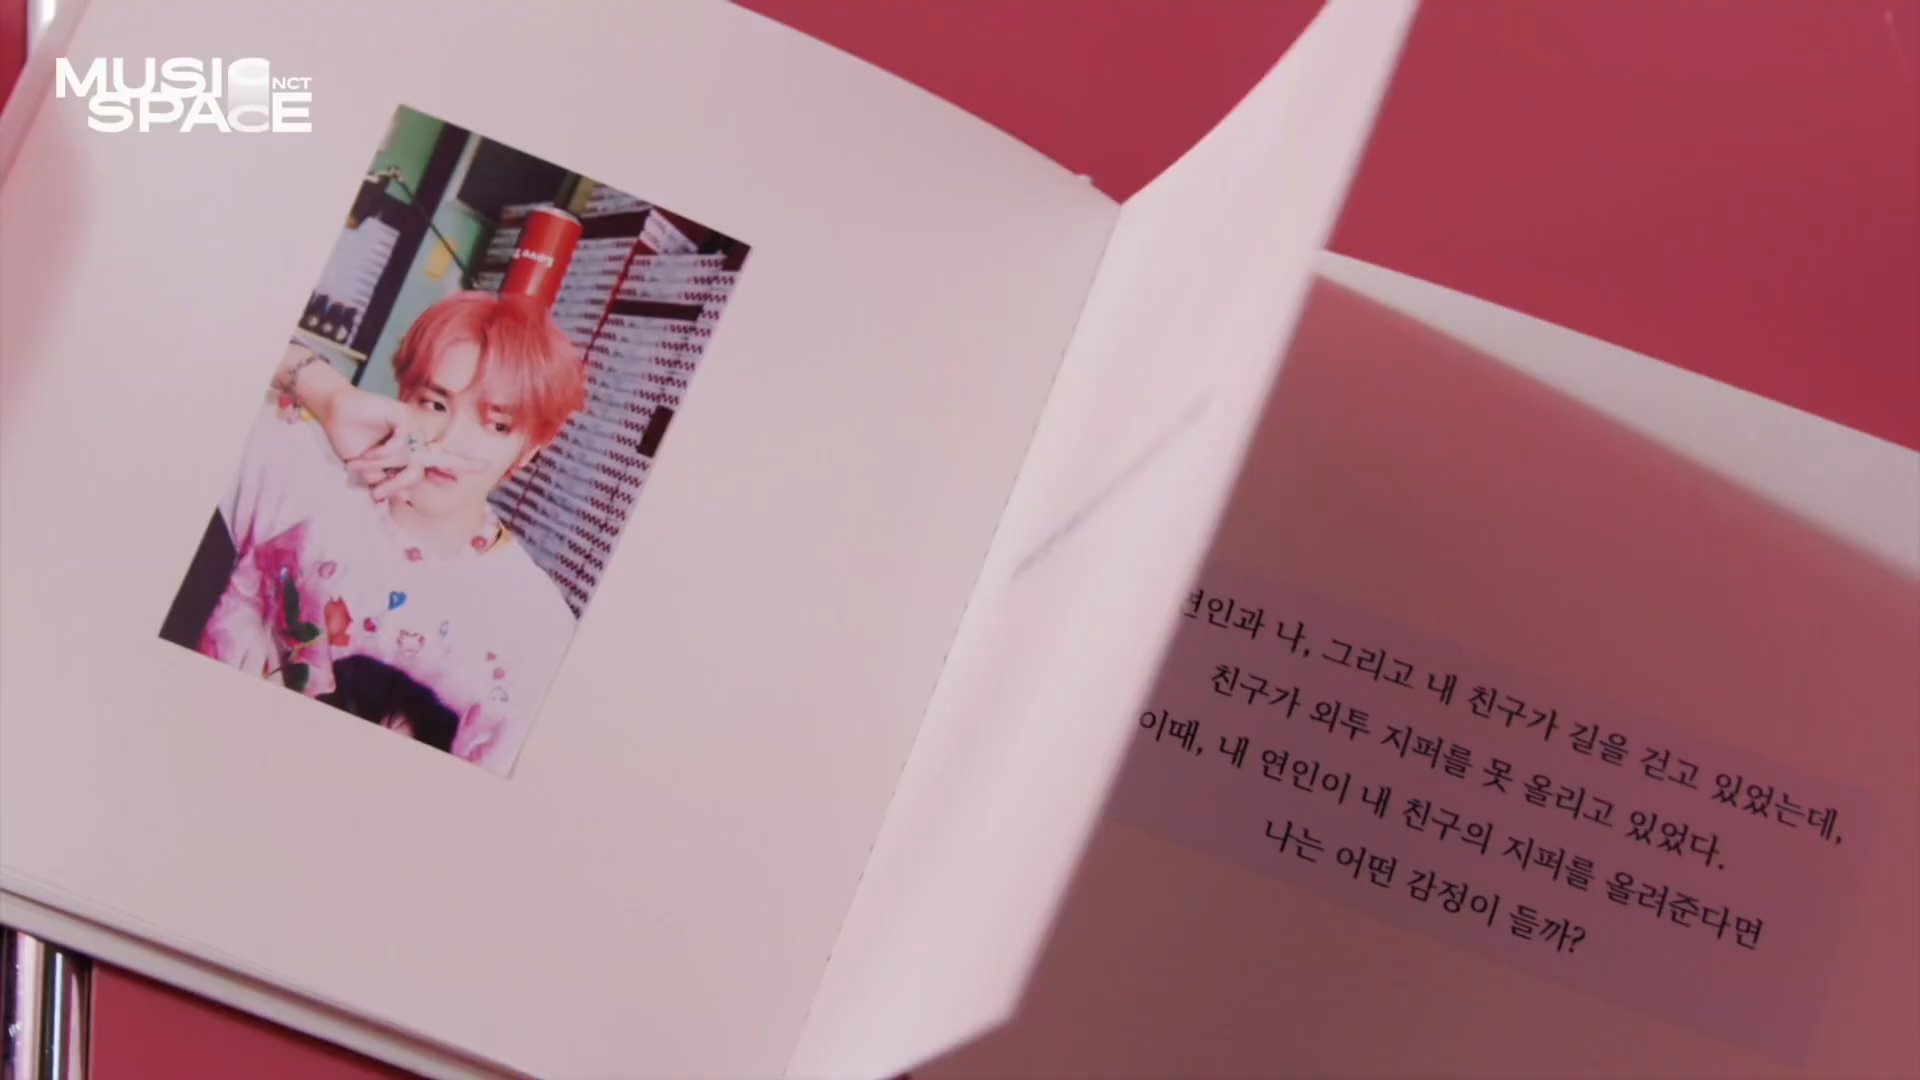 MUSIC
NCT
SPACE
Love
연인과 나, 그리고 내 친구가 길을 걷고 있었는데,
친구가 외투 지퍼를 못 올리고 있었다.
이때, 내 연인이 내 친구의 지퍼를 올려준다면
나는 어떤 감정이 들까?